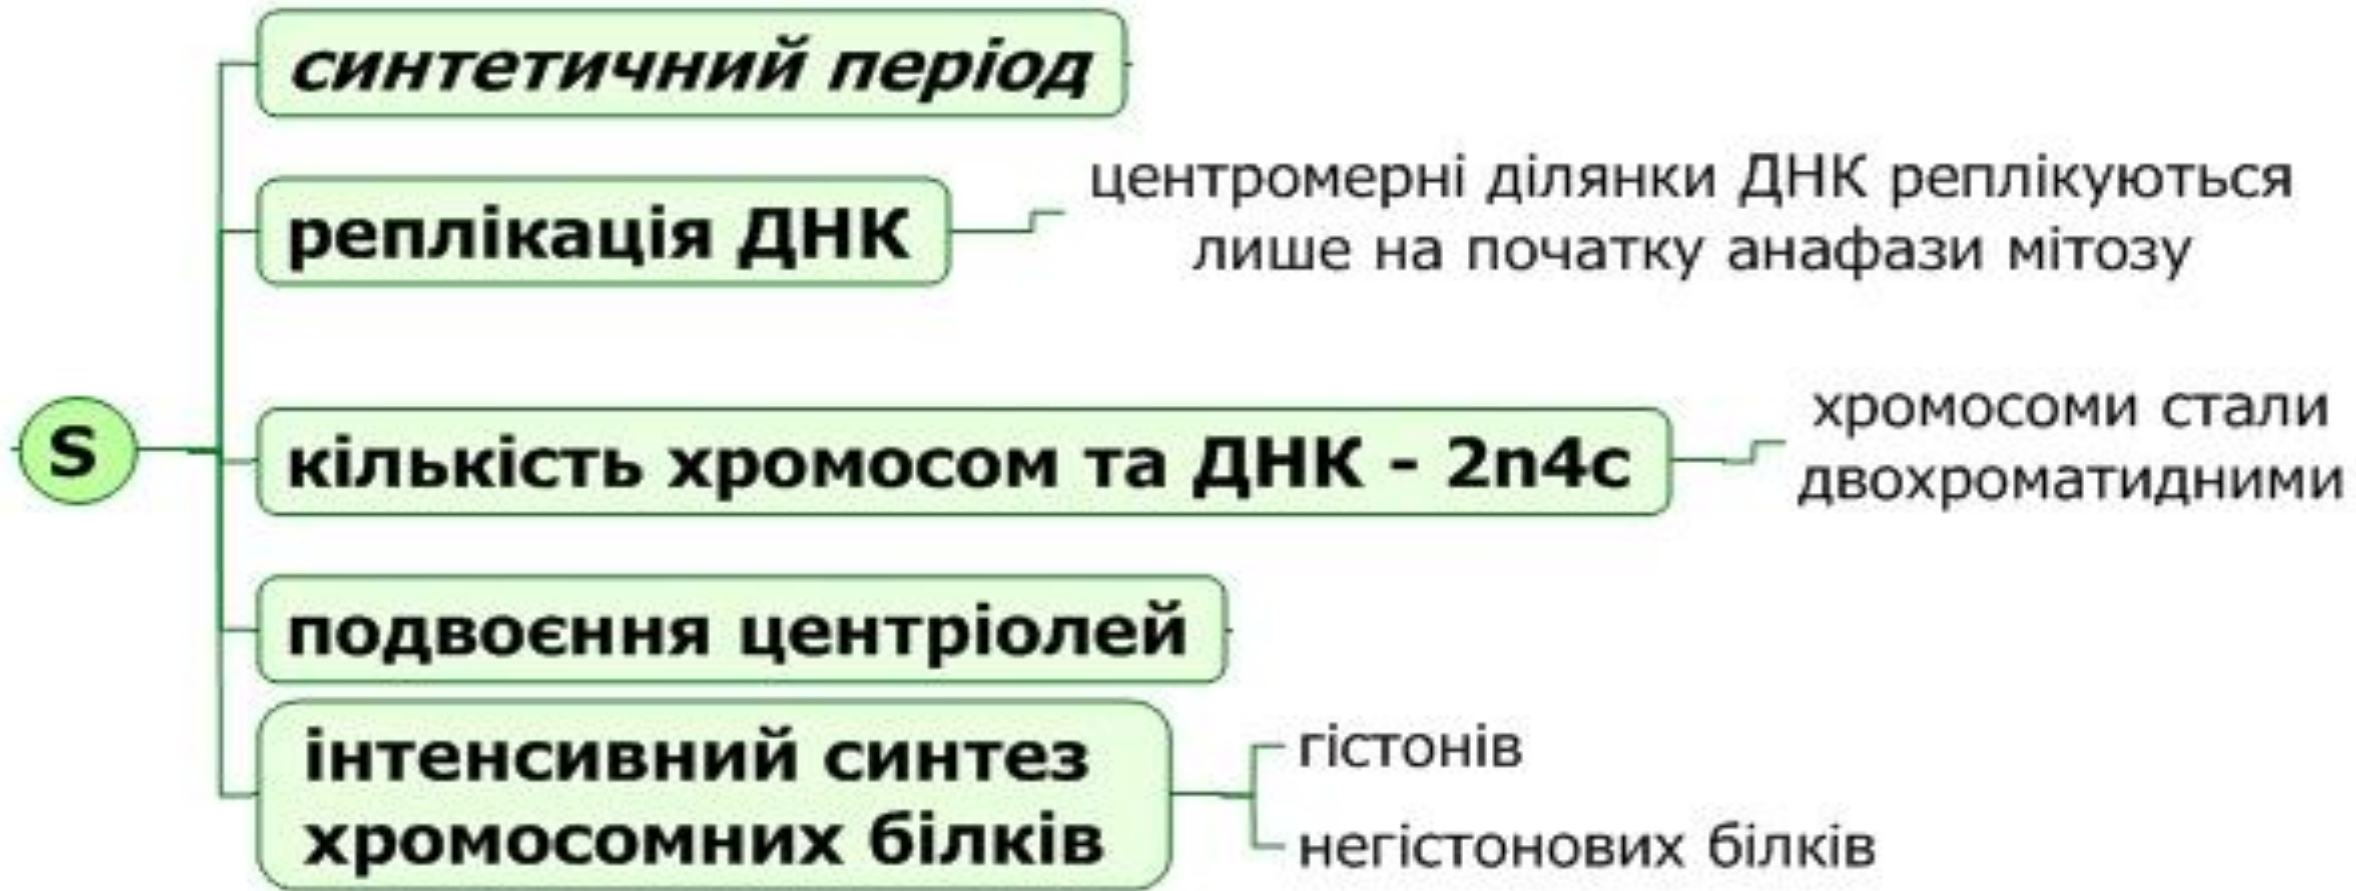 синтетичний період
реплікація ДНК
центромерні ділянки ДНК реплікуються
лише на початку анафази мітозу
S
кількість хромосом та ДНК - 2n4c
хромосоми стали
двохроматидними
подвоєння центріолей
інтенсивний синтез
хромосомних білків
гістонів
негістонових білків